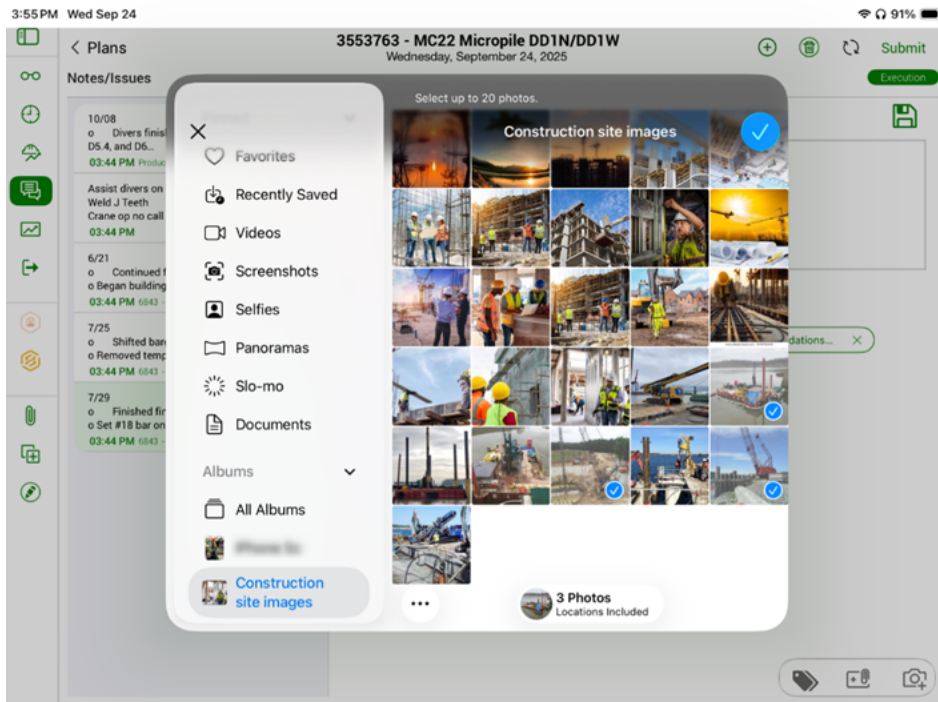 3:55 PM Wed Sep 24
91%
Plans
3553763 - MC22 Micropile DD1N/DD1W
Wednesday, September 24, 2025
Submit
Notes/Issues
Execution
10/08
o Divers finis
D5.4, and D6...
03:44 PM Produc
Assist divers on
Weld J Teeth
Crane op no call
03:44 PM
6/21
o Continued f
o Began building
03:44 PM 6843 -
7/25
o Shifted bar
o Removed temp
03:44 PM 6843 -
7/29
o Finished fir
o Set #18 bar on
03:44 PM 6843 -
Favorites
Recently Saved
Videos
Screenshots
Selfies
Panoramas
Slo-mo
Documents
Albums
All Albums
Construction
site images
Select up to 20 photos.
Construction site images
3 Photos
Locations Included
dations...